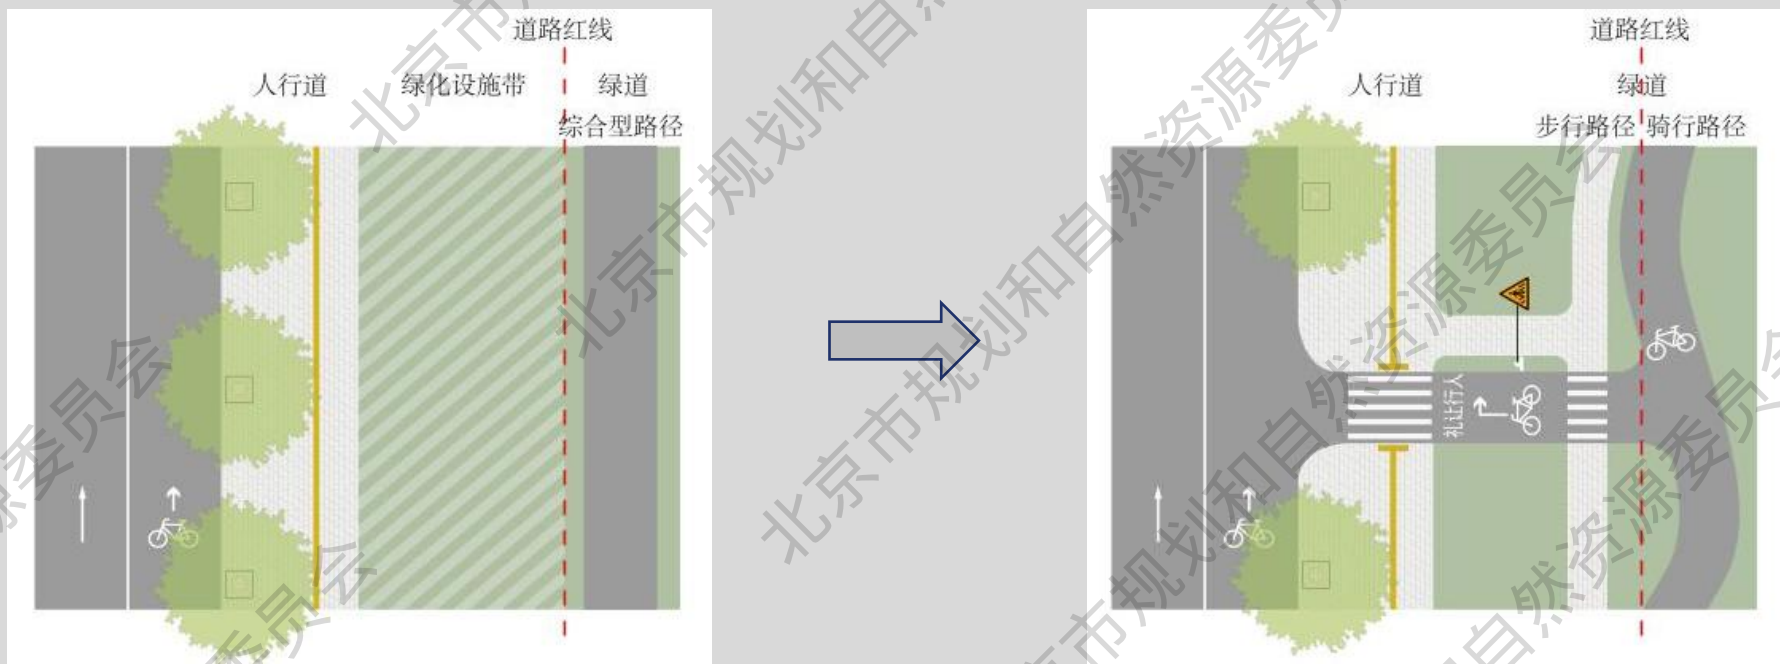 道路红线
人行道 绿化设施带 绿道
综合型路径
道路红线
人行道 绿道
步行路径 骑行路径
礼让行人
北京市规划和自然资源委员会